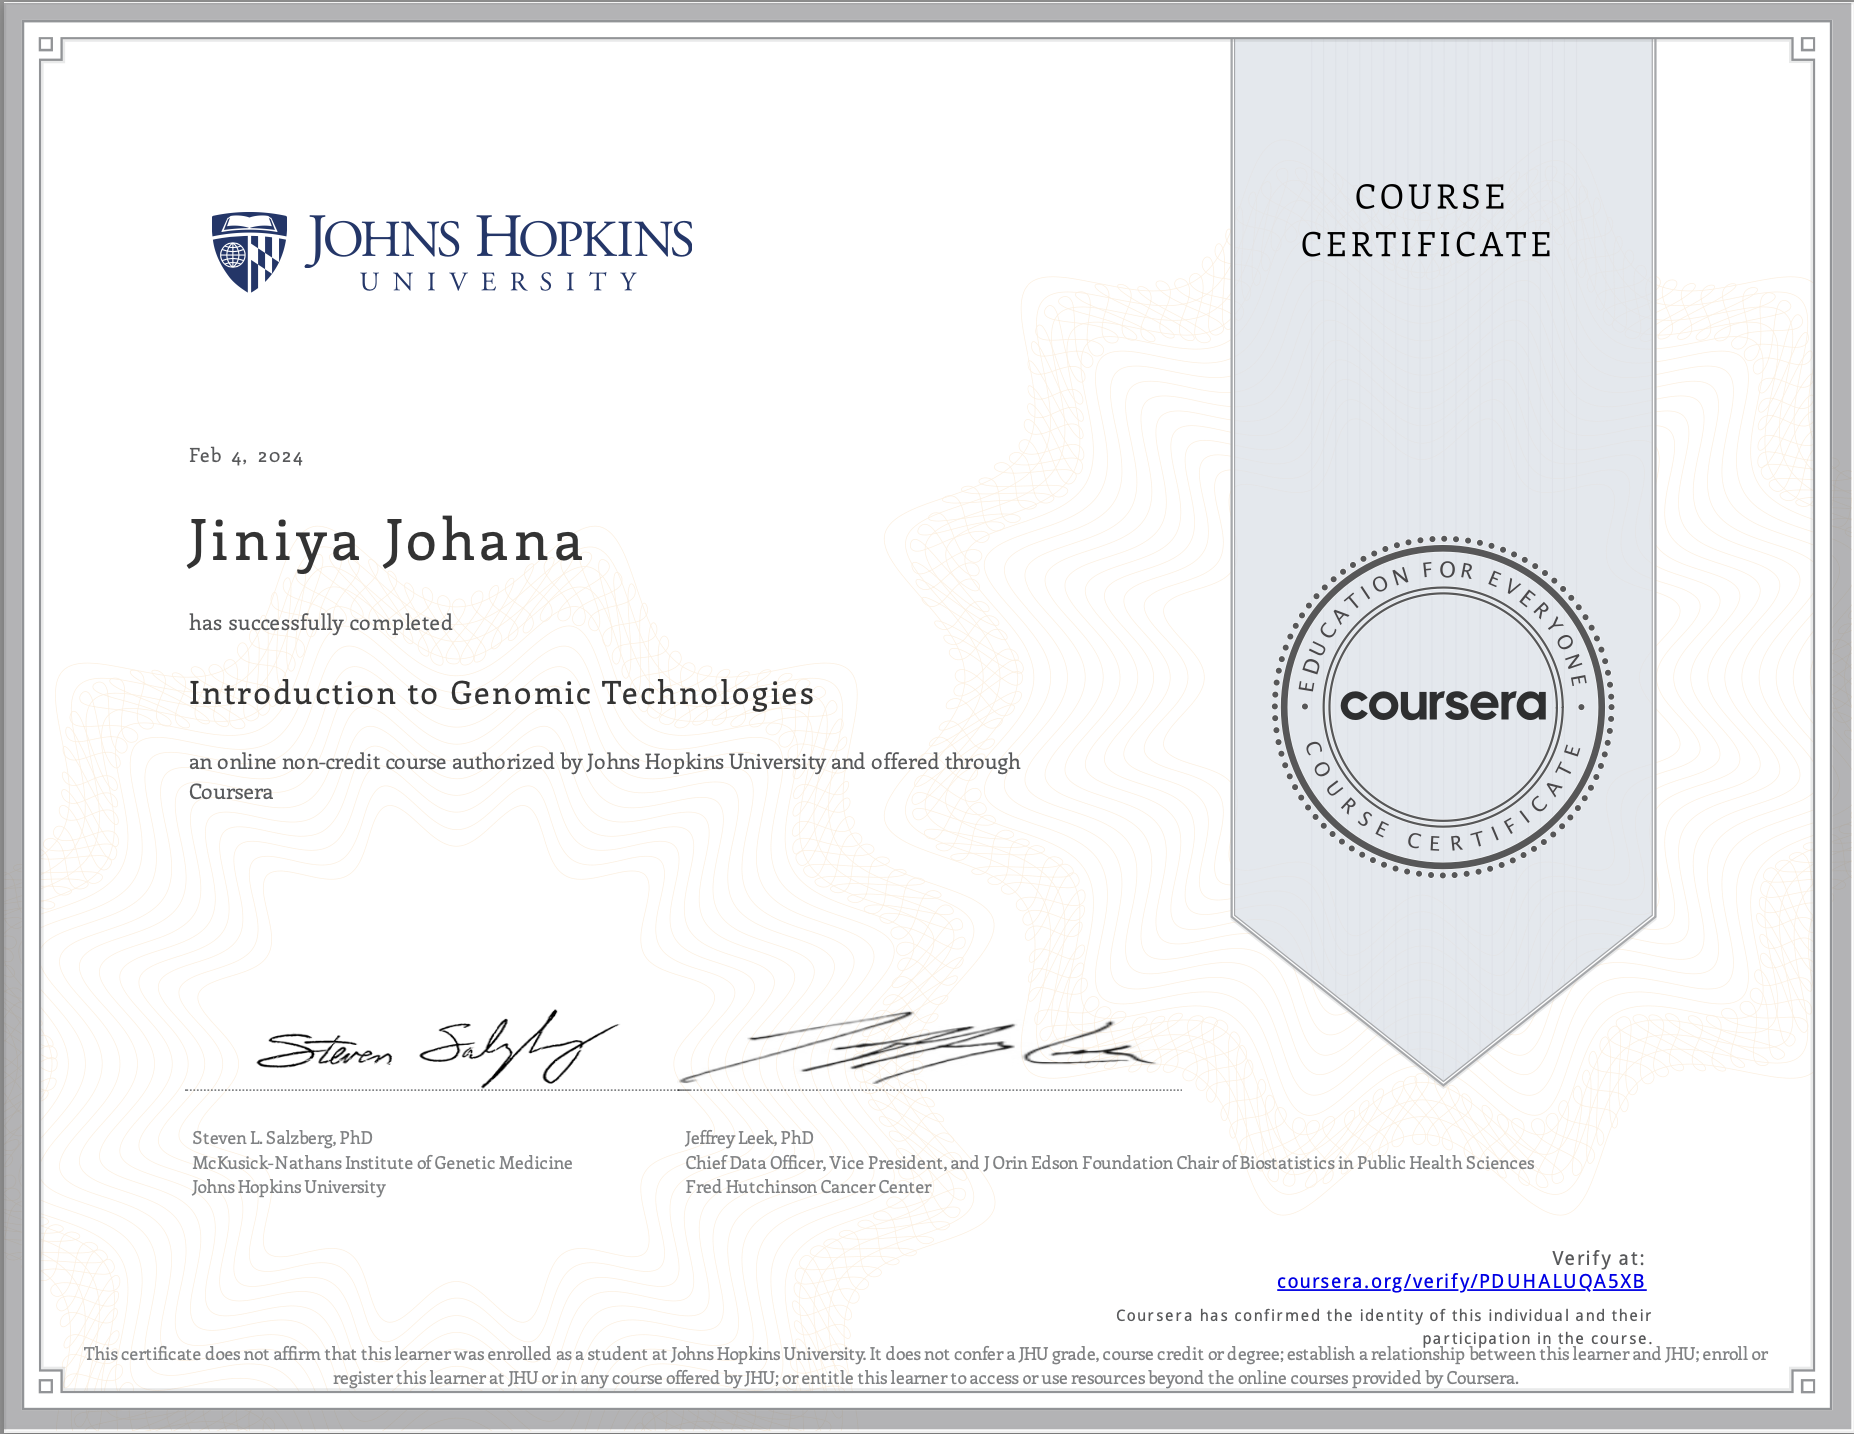 JOHNS HOPKINS
UNIVERSITY
COURSE
CERTIFICATE
Feb 4, 2024
Jiniya Johana
has successfully completed
Introduction to Genomic Technologies
an online non-credit course authorized by Johns Hopkins University and offered through
Coursera
EDUCATION FOR EVERYONE
coursera
COURSE CERTIFICATE
Steven Salzberg
Steven L. Salzberg, PhD
McKusick-Nathans Institute of Genetic Medicine
Johns Hopkins University
Jeffrey Leek, PhD
Chief Data Officer, Vice President, and J Orin Edson Foundation Chair of Biostatistics in Public Health Sciences
Fred Hutchinson Cancer Center
Verify at:
coursera.org/verify/PDUHALUQA5XB
Coursera has confirmed the identity of this individual and their
participation in the course.
This certificate does not affirm that this learner was enrolled as a student at Johns Hopkins University. It does not confer a JHU grade, course credit or degree; establish a relationship between this learner and JHU; enroll or
register this learner at JHU or in any course offered by JHU; or entitle this learner to access or use resources beyond the online courses provided by Coursera.